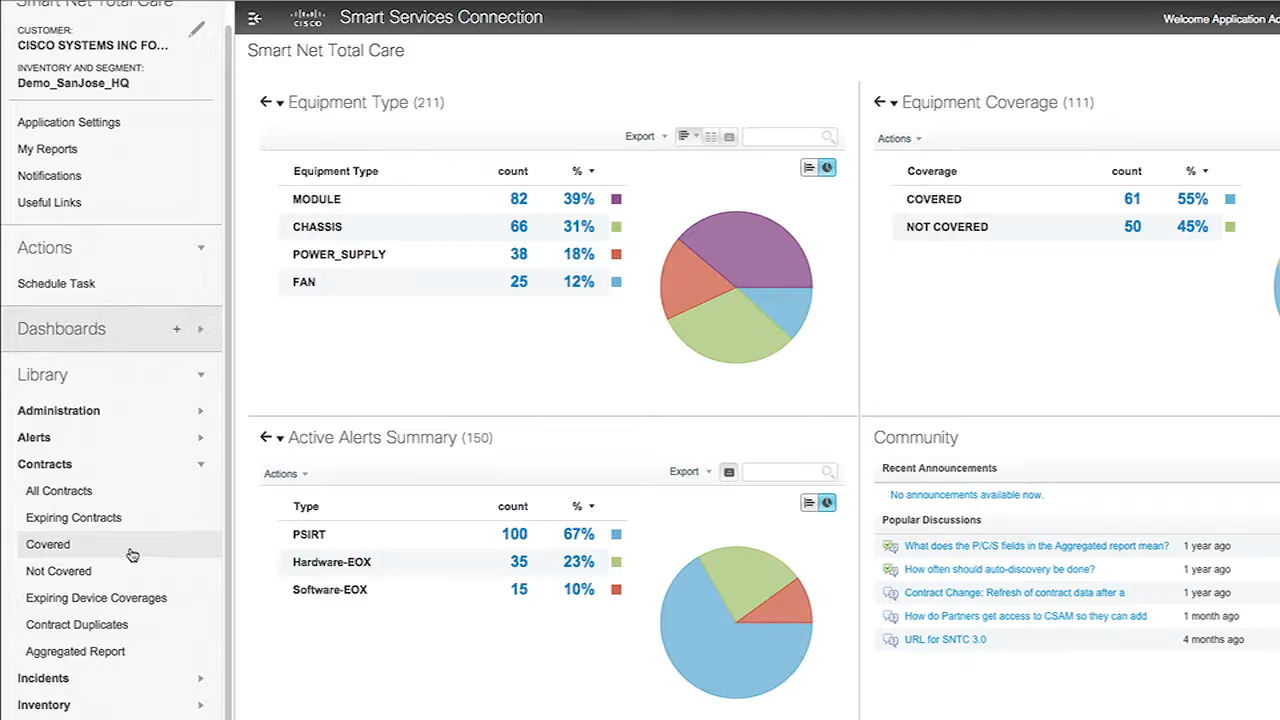 Smart Net Total Care
CUSTOMER:
CISCO SYSTEMS INC FO...
INVENTORY AND SEGMENT:
Demo_SanJose_HQ
Application Settings
My Reports
Notifications
Useful Links
Actions
Schedule Task
Dashboards +
Library
Administration
Alerts
Contracts
All Contracts
Expiring Contracts
Covered
Not Covered
Expiring Device Coverages
Contract Duplicates
Aggregated Report
Incidents
Inventory
CISCO
Smart Services Connection
Welcome Application
Smart Net Total Care
Equipment Type (211)
Export
Equipment Type count %
MODULE 82 39%
CHASSIS 66 31%
POWER_SUPPLY 38 18%
FAN 25 12%
Equipment Coverage (111)
Actions
Coverage count %
COVERED 61 55%
NOT COVERED 50 45%
Active Alerts Summary (150)
Actions Export
Type count %
PSIRT 100 67%
Hardware-EOX 35 23%
Software-EOX 15 10%
Community
Recent Announcements
No announcements available now.
Popular Discussions
What does the P/C/S fields in the Aggregated report mean? 1 year ago
How often should auto-discovery be done? 1 year ago
Contract Change: Refresh of contract data after a 1 year ago
How do Partners get access to CSAM so they can add 1 month ago
URL for SNTC 3.0 4 months ago